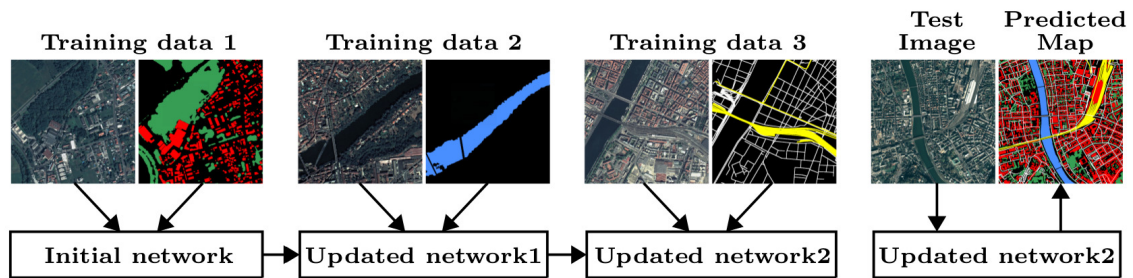 Training data 1
Training data 2
Training data 3
Test
Image
Predicted
Map
Initial network
Updated network1
Updated network2
Updated network2